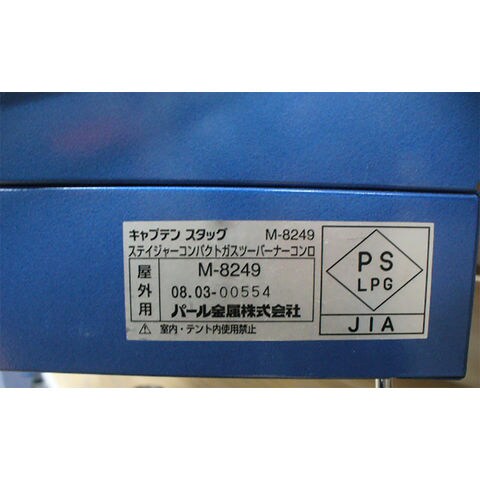 キャプテン スタッグ M-8249
ステイジャーコンパクトガスツーバーナーコンロ
屋外用
M-8249
08.03-00554
パール金属株式会社
⚠ 室内・テント内使用禁止
PS
LPG
JIA